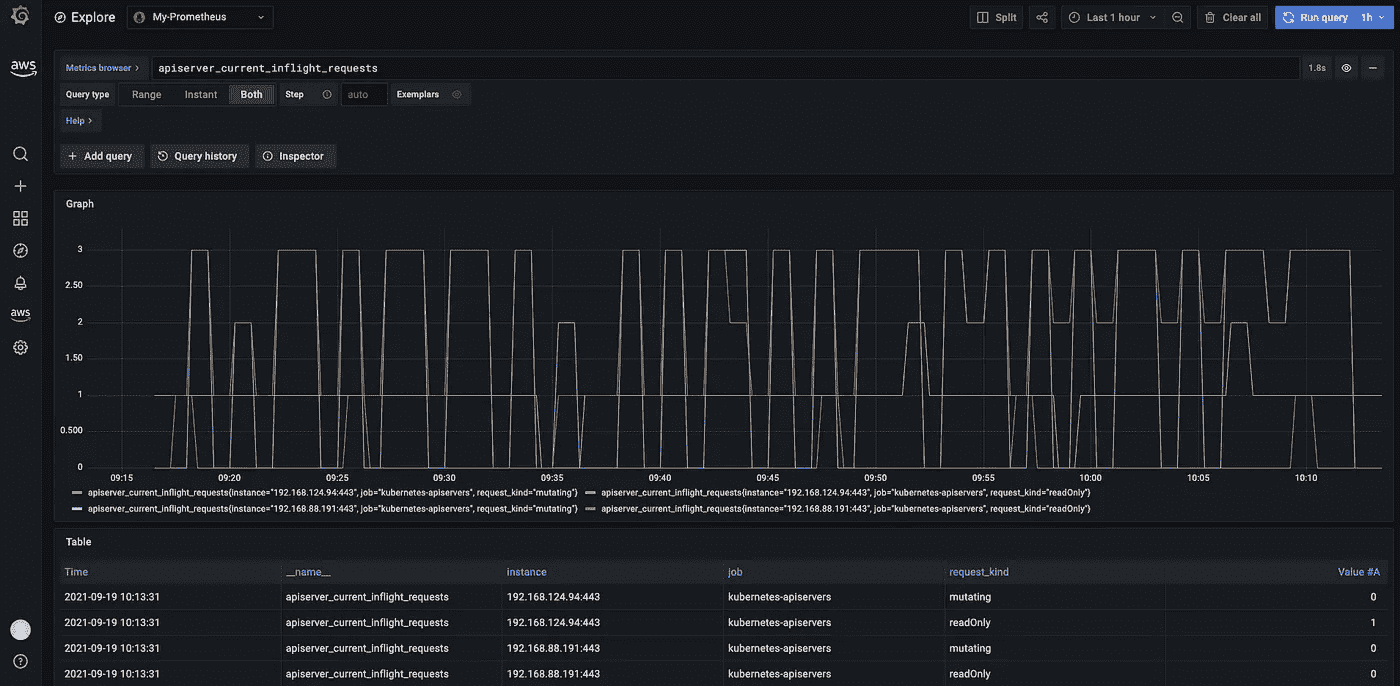 Explore My-Prometheus Split Last 1 hour Clear all Run query 1h
aws
Metrics browser > apiserver_current_inflight_requests 1.8s
Query type Range Instant Both Step auto Exemplars
Help >
+ Add query Query history Inspector
Graph
3
2.50
2
1.50
1
0.500
0
09:15 09:20 09:25 09:30 09:35 09:40 09:45 09:50 09:55 10:00 10:05 10:10
apiserver_current_inflight_requests{instance="192.168.124.94:443", job="kubernetes-apiservers", request_kind="mutating"} apiserver_current_inflight_requests{instance="192.168.124.94:443", job="kubernetes-apiservers", request_kind="readOnly"}
apiserver_current_inflight_requests{instance="192.168.88.191:443", job="kubernetes-apiservers", request_kind="mutating"} apiserver_current_inflight_requests{instance="192.168.88.191:443", job="kubernetes-apiservers", request_kind="readOnly"}
aws
Table
Time __name__ instance job request_kind Value #A
2021-09-19 10:13:31 apiserver_current_inflight_requests 192.168.124.94:443 kubernetes-apiservers mutating 0
2021-09-19 10:13:31 apiserver_current_inflight_requests 192.168.124.94:443 kubernetes-apiservers readOnly 1
2021-09-19 10:13:31 apiserver_current_inflight_requests 192.168.88.191:443 kubernetes-apiservers mutating 0
2021-09-19 10:13:31 apiserver_current_inflight_requests 192.168.88.191:443 kubernetes-apiservers readOnly 0